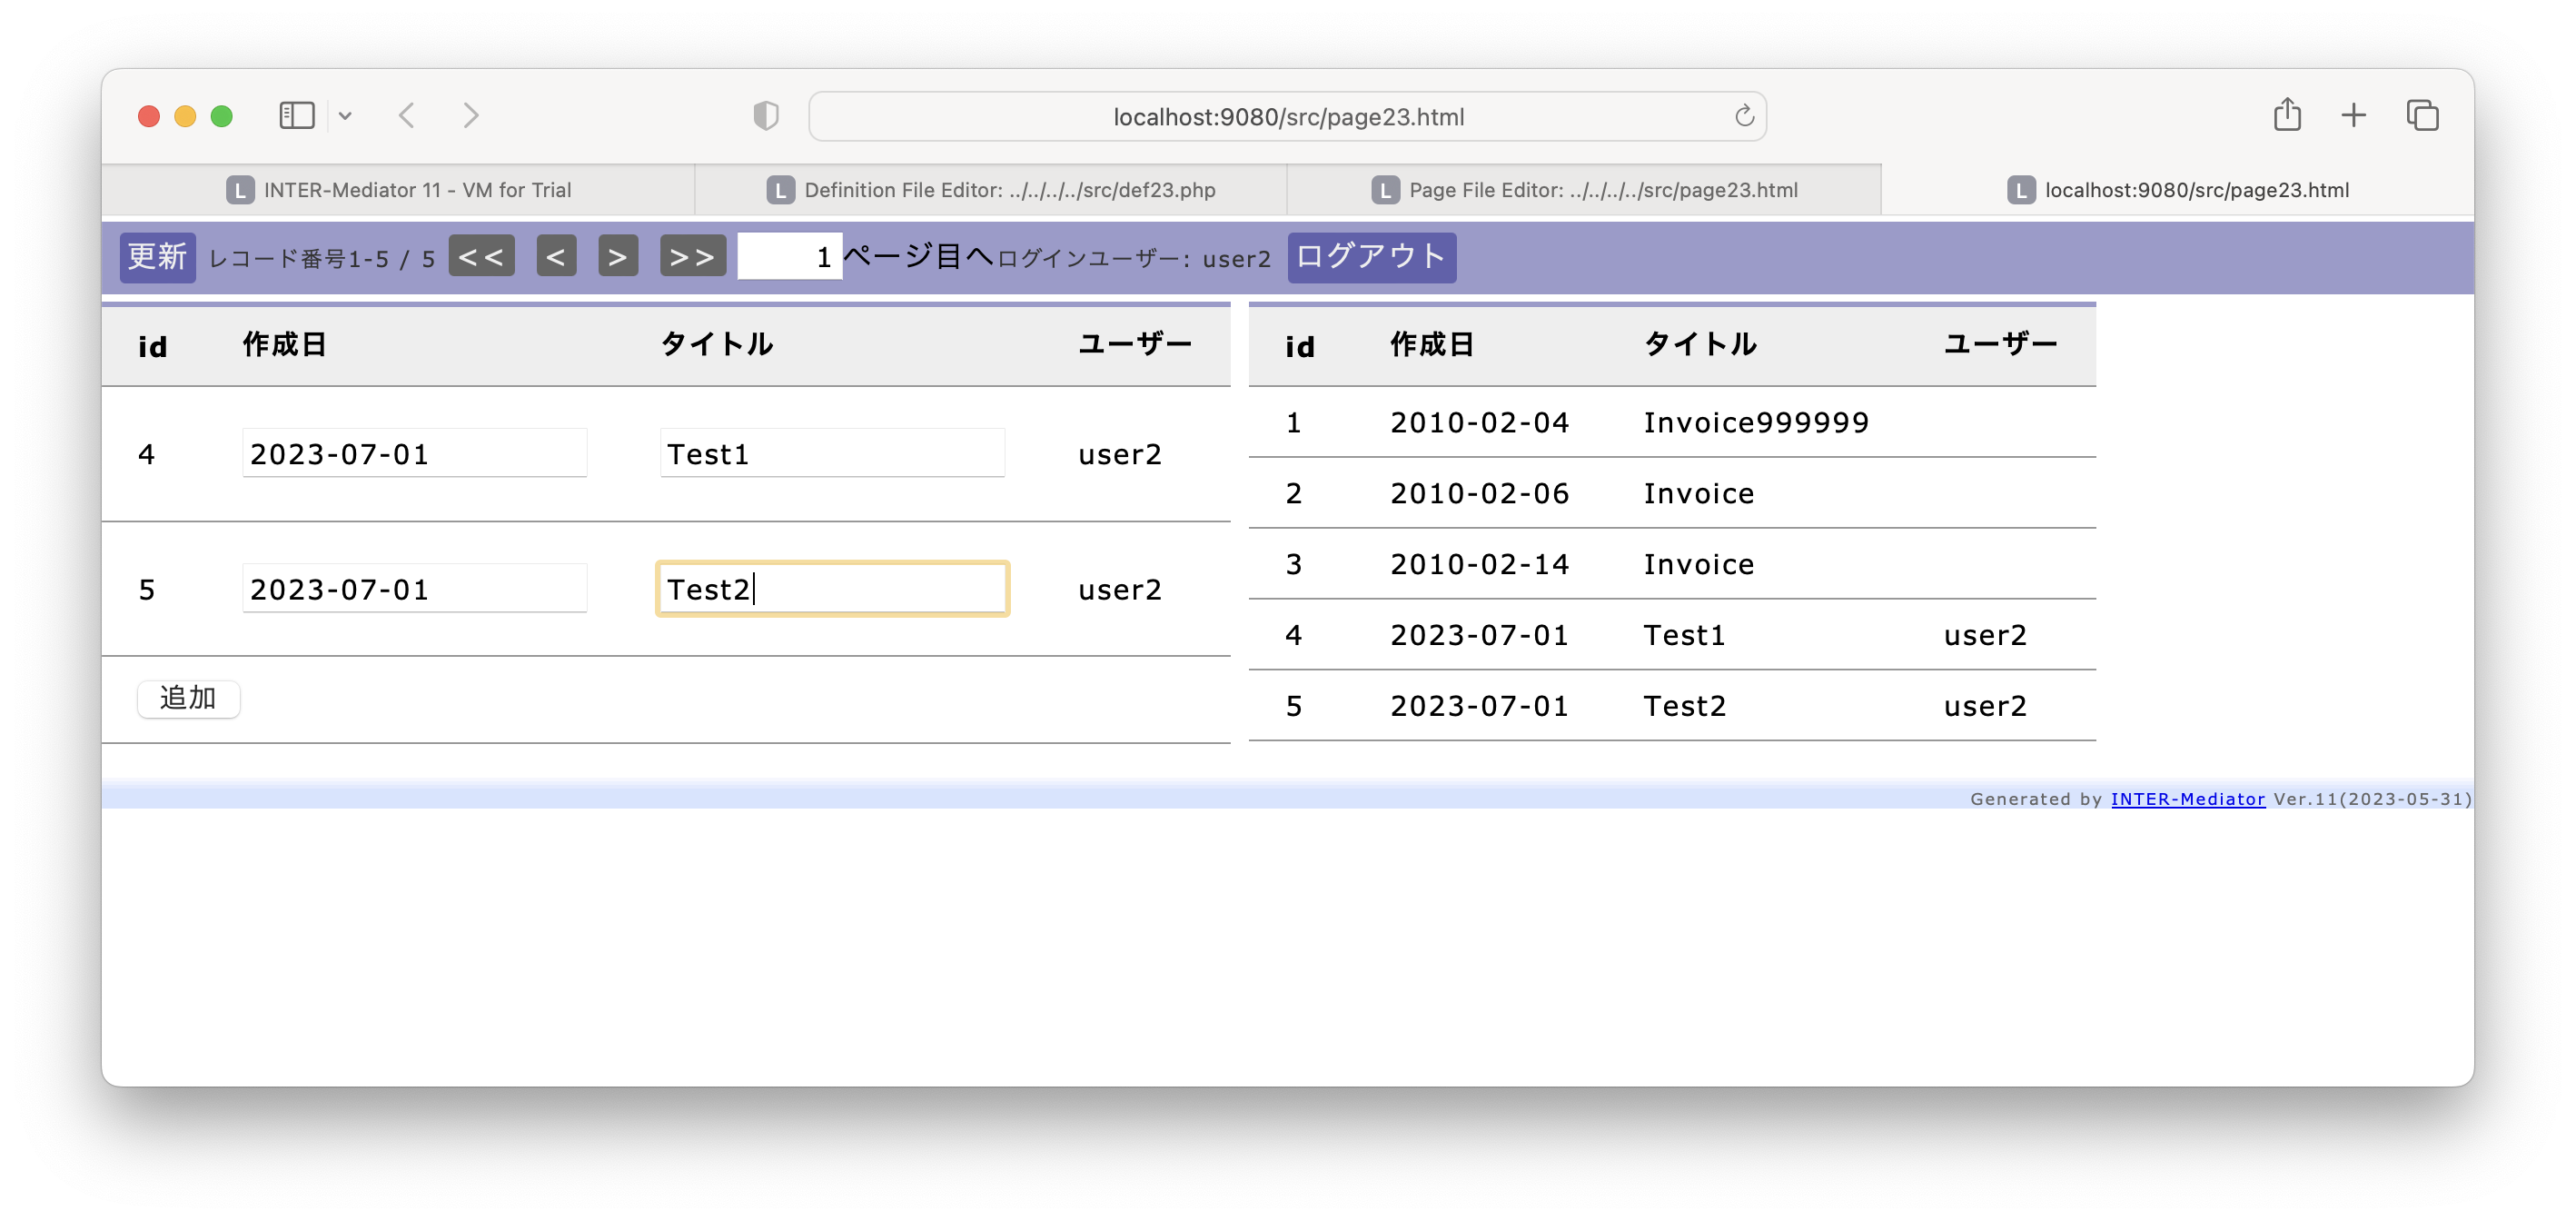 localhost:9080/src/page23.html
L INTER-Mediator 11 - VM for Trial
L Definition File Editor: ../../../../src/def23.php
L Page File Editor: ../../../../src/page23.html
L localhost:9080/src/page23.html
更新 レコード番号1-5 / 5 << < > >> 1 ページ目へログインユーザー: user2 ログアウト
id 作成日 タイトル ユーザー
4 2023-07-01 Test1 user2
5 2023-07-01 Test2 user2
追加
id 作成日 タイトル ユーザー
1 2010-02-04 Invoice999999
2 2010-02-06 Invoice
3 2010-02-14 Invoice
4 2023-07-01 Test1 user2
5 2023-07-01 Test2 user2
Generated by INTER-Mediator Ver.11(2023-05-31)